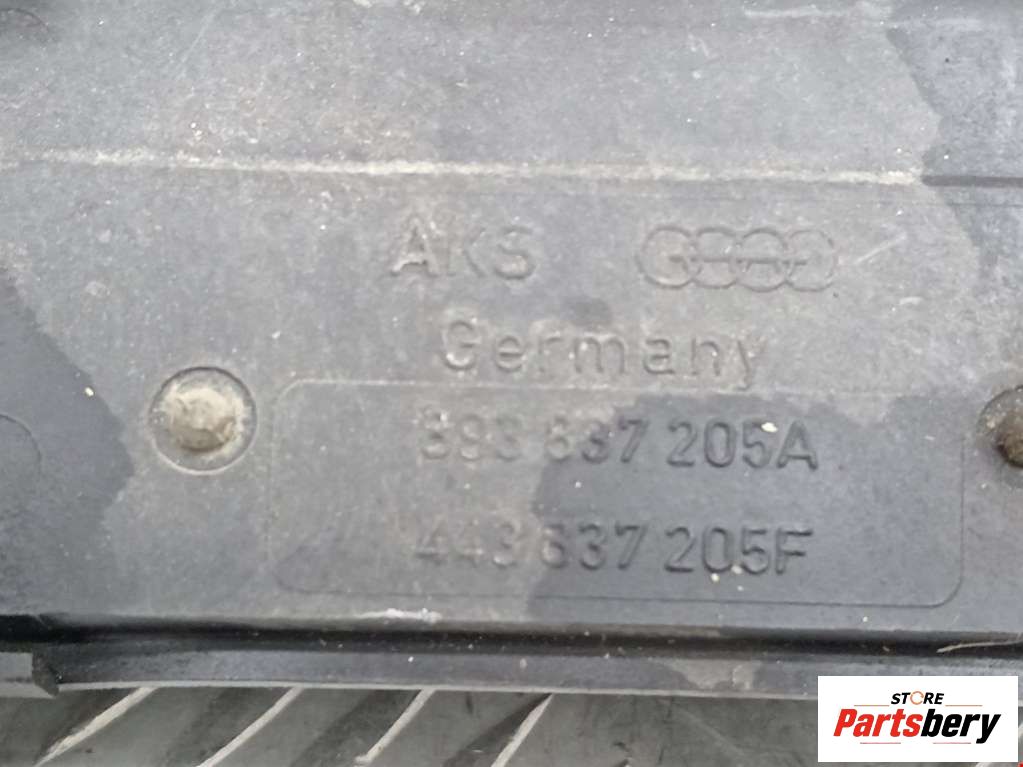 AKS
Germany
893 837 205A
443 837 205F
STORE
Partsbery